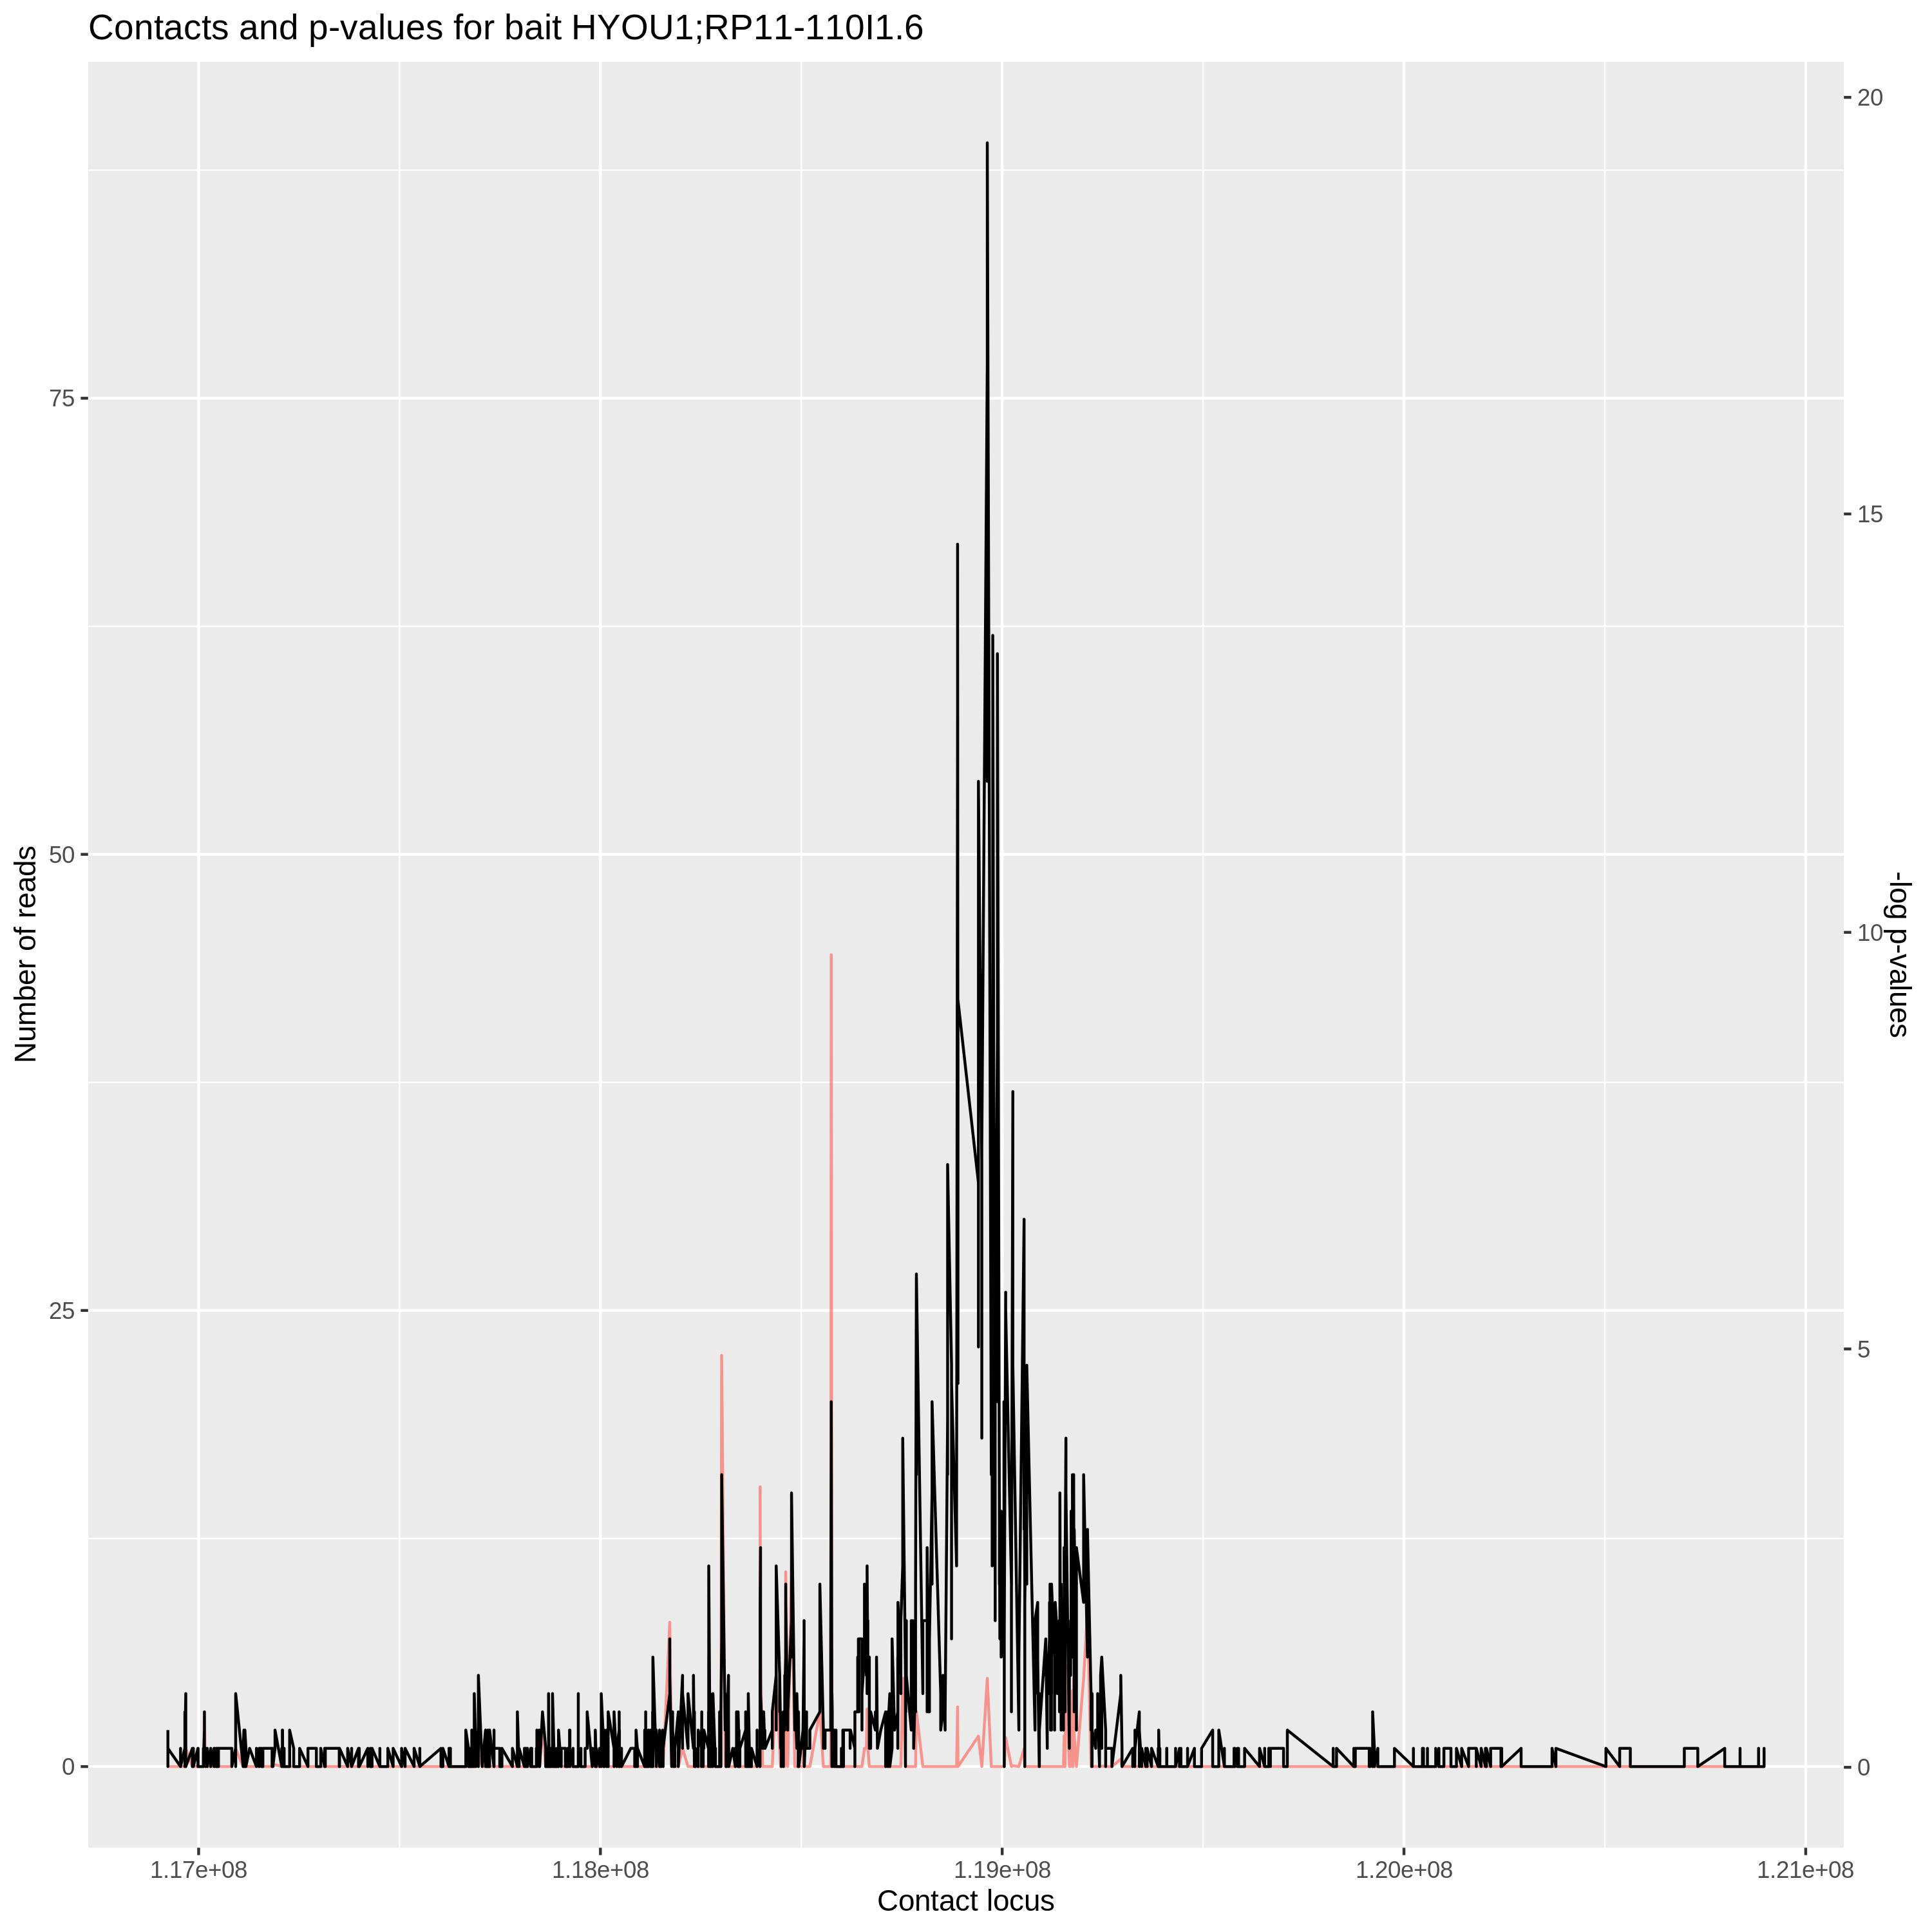 Contacts and p-values for bait HYOU1;RP11-110I1.6
Number of reads
75
50
25
0
20
15
10
5
0
-log p-values
1.17e+08
1.18e+08
1.19e+08
1.20e+08
1.21e+08
Contact locus